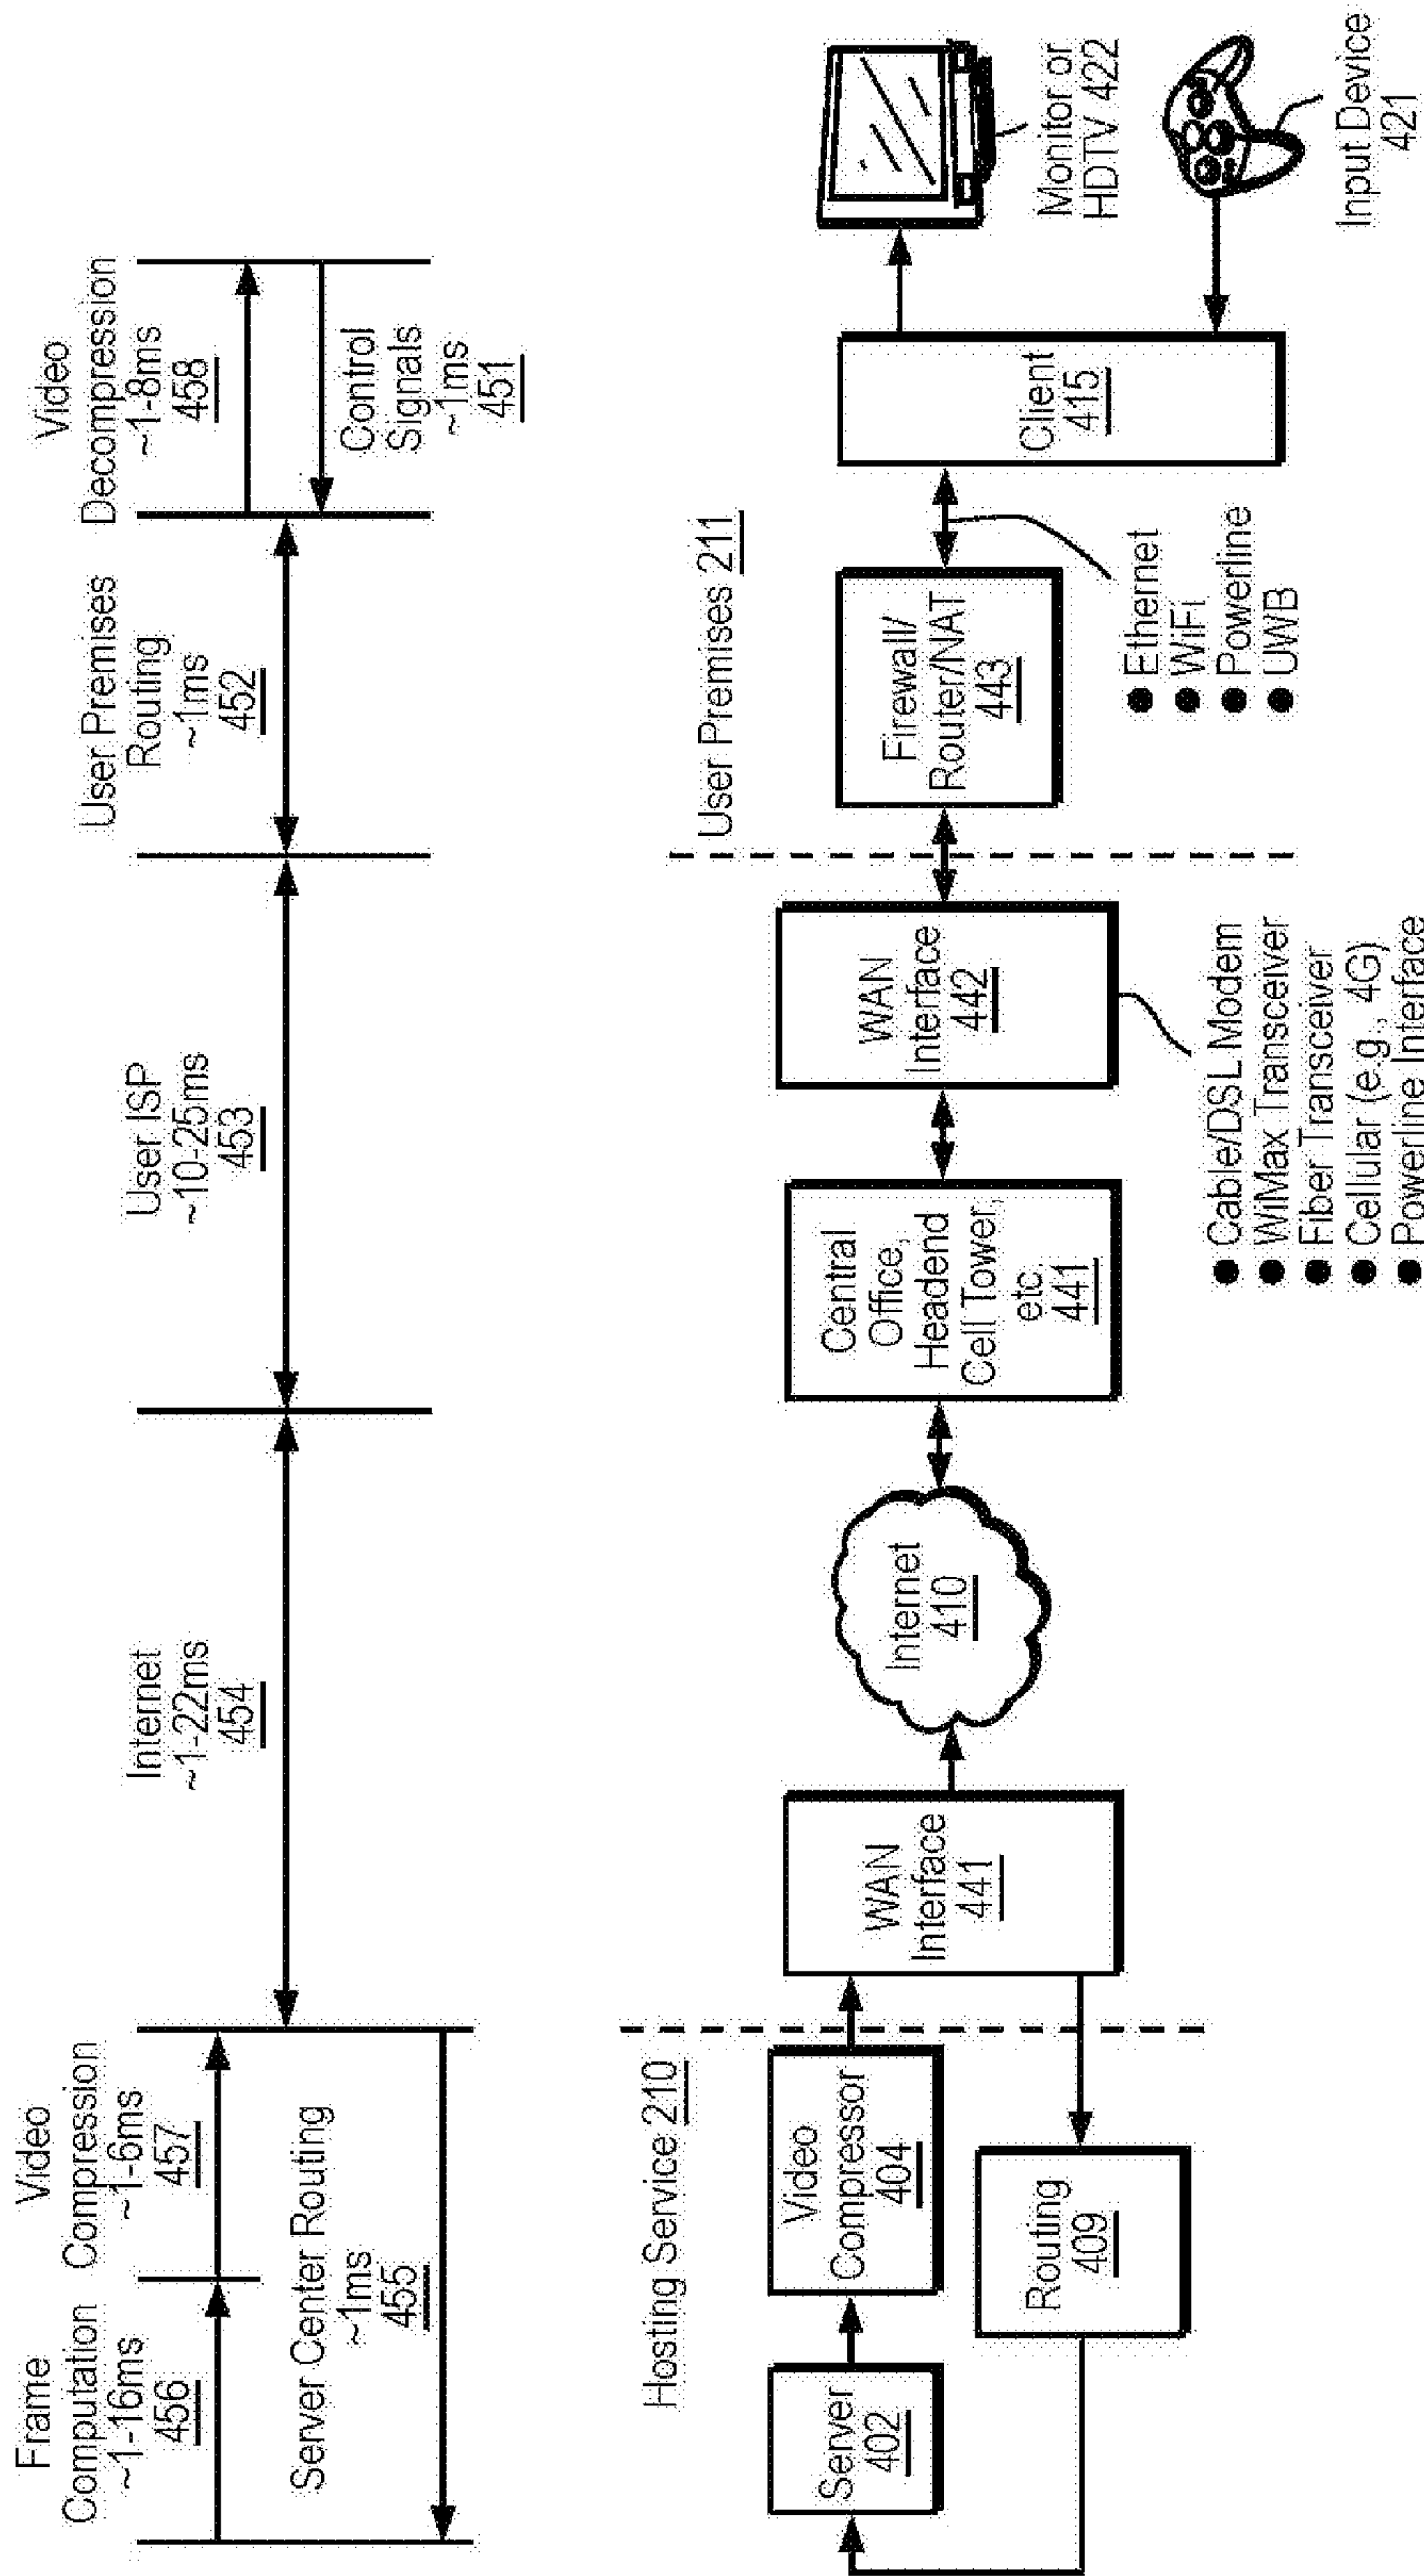 Frame
Computation
~1-16ms
456
Video
Compression
~1-6ms
457
Server Center Routing
~1ms
455
Internet
~1-22ms
454
User ISP
~10-25ms
453
User Premises
Routing
~1ms
452
Video
Decompression
~1-8ms
458
Control
Signals
~1ms
451
Hosting Service 210
Server
402
Video
Compressor
404
Routing
409
WAN
Interface
441
Internet
410
Central
Office,
Headend
Cell Tower,
etc.
441
WAN
Interface
442
● Cable/DSL Modem
● WiMax Transceiver
● Fiber Transceiver
● Cellular (e.g., 4G)
● Powerline Interface
User Premises 211
Firewall/
Router/NAT
443
● Ethernet
● WiFi
● Powerline
● UWB
Client
415
Monitor or
HDTV 422
Input Device
421